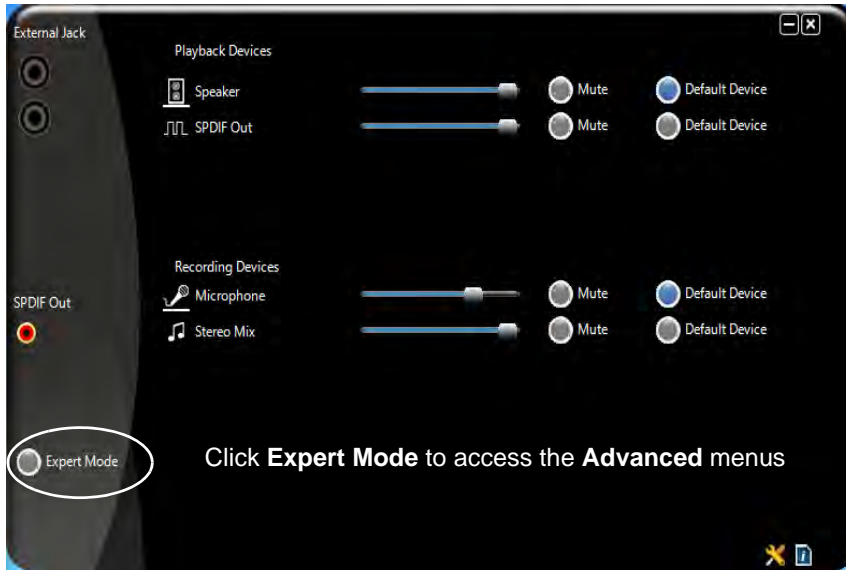 External Jack
Playback Devices
Speaker Mute Default Device
SPDIF Out Mute Default Device
Recording Devices
Microphone Mute Default Device
SPDIF Out
Stereo Mix Mute Default Device
Expert Mode
Click Expert Mode to access the Advanced menus